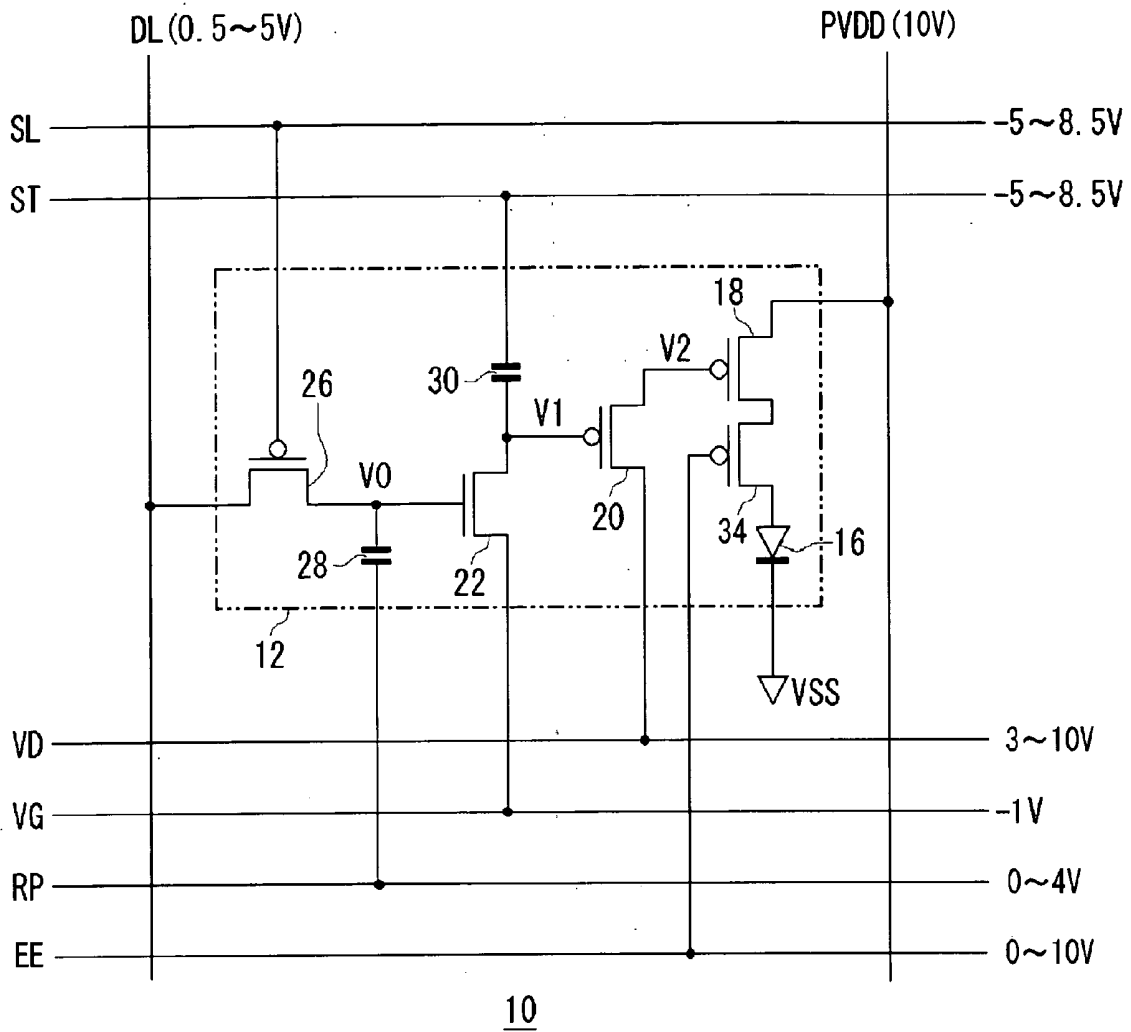 DL(0.5~5V)
PVDD(10V)
SL
-5~8.5V
ST
-5~8.5V
18
V2
30
26
V1
V0
20
34
16
28
22
12
VSS
VD
3~10V
VG
-1V
RP
0~4V
EE
0~10V
10